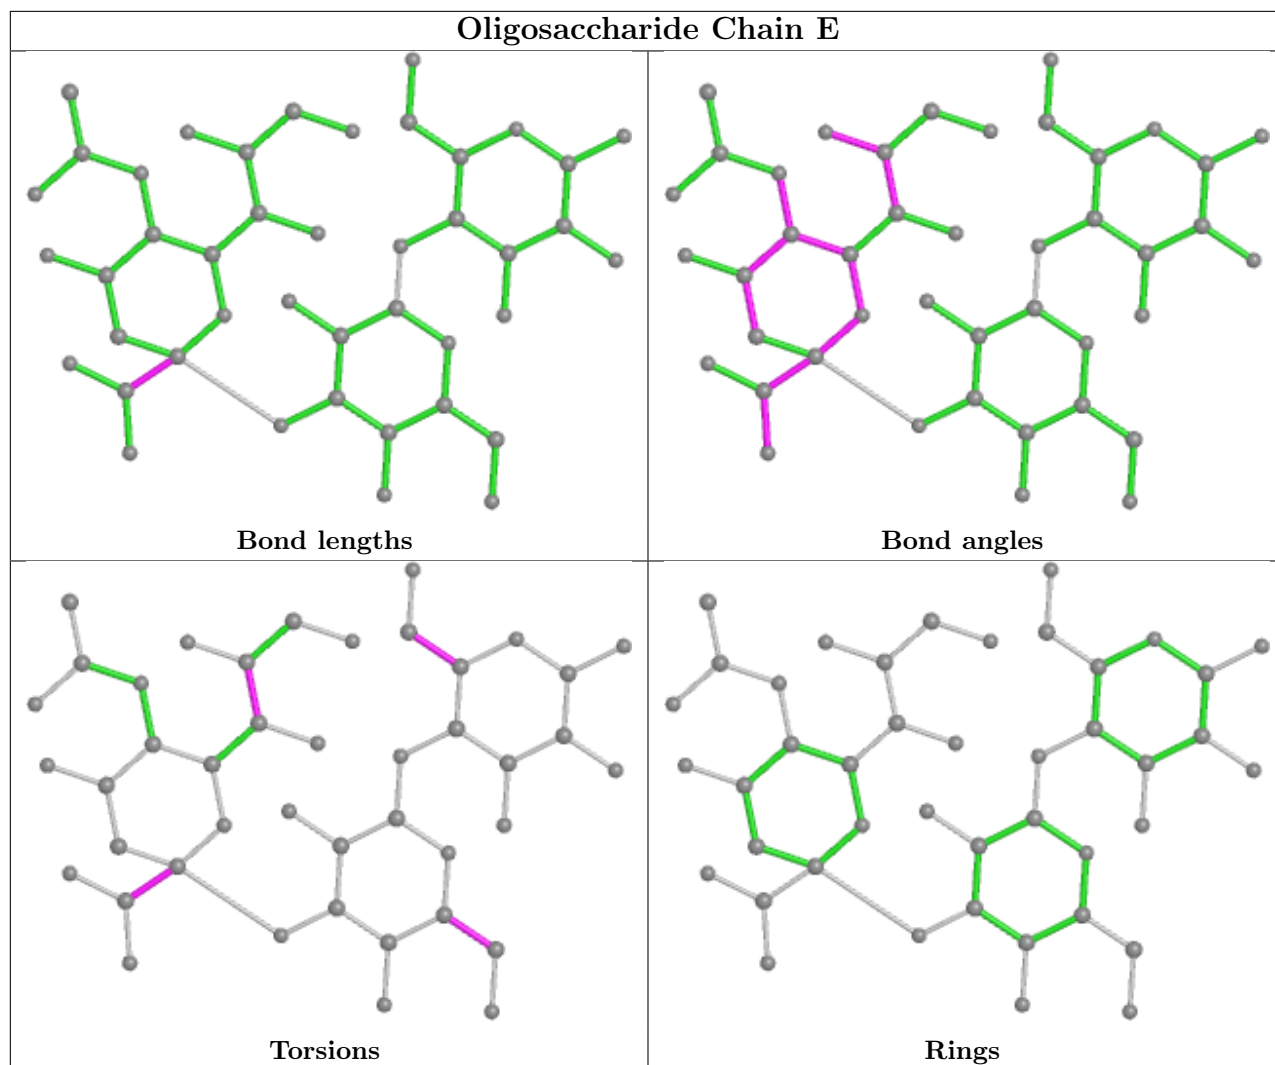 Oligosaccharide Chain E
Bond lengths
Bond angles
Torsions
Rings